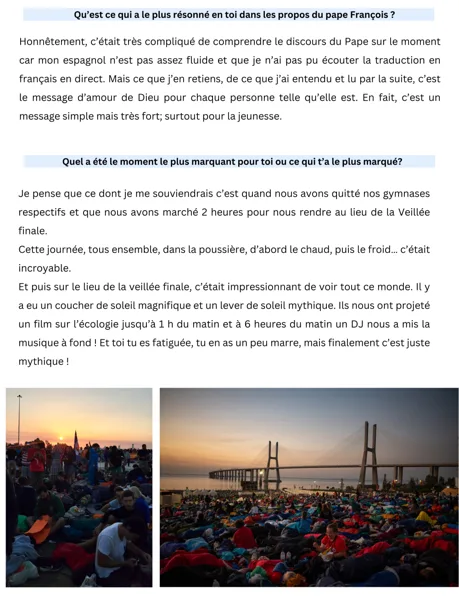 Qu'est ce qui a le plus résonné en toi dans les propos du pape François ?
Honnêtement, c'était très compliqué de comprendre le discours du Pape sur le moment
car mon espagnol n'est pas assez fluide et que je n'ai pas pu écouter la traduction en
français en direct. Mais ce que j'en retiens, de ce que j'ai entendu et lu par la suite, c'est
le message d'amour de Dieu pour chaque personne telle qu'elle est. En fait, c'est un
message simple mais très fort; surtout pour la jeunesse.
Quel a été le moment le plus marquant pour toi ou ce qui t'a le plus marqué?
Je pense que ce dont je me souviendrais c'est quand nous avons quitté nos gymnases
respectifs et que nous avons marché 2 heures pour nous rendre au lieu de la Veillée
finale.
Cette journée, tous ensemble, dans la poussière, d'abord le chaud, puis le froid... c'était
incroyable.
Et puis sur le lieu de la veillée finale, c'était impressionnant de voir tout ce monde. Il y
a eu un coucher de soleil magnifique et un lever de soleil mythique. Ils nous ont projeté
un film sur l'écologie jusqu'à 1 h du matin et à 6 heures du matin un DJ nous a mis la
musique à fond ! Et toi tu es fatiguée, tu en as un peu marre, mais finalement c'est juste
mythique !